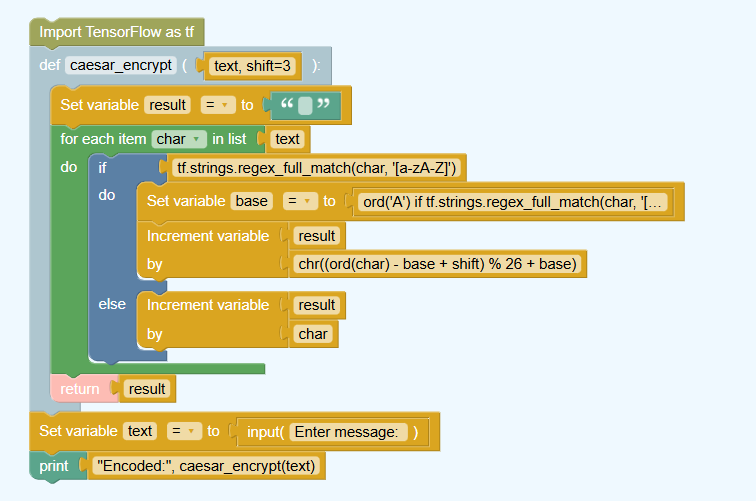 Import TensorFlow as tf
def caesar_encrypt ( text, shift=3 ):
Set variable result = to “ ”
for each item char in list text
do if tf.strings.regex_full_match(char, '[a-zA-Z]')
do Set variable base = to ord('A') if tf.strings.regex_full_match(char, '[...
Increment variable result
by chr((ord(char) - base + shift) % 26 + base)
else Increment variable result
by char
return result
Set variable text = to input( Enter message: )
print "Encoded:", caesar_encrypt(text)